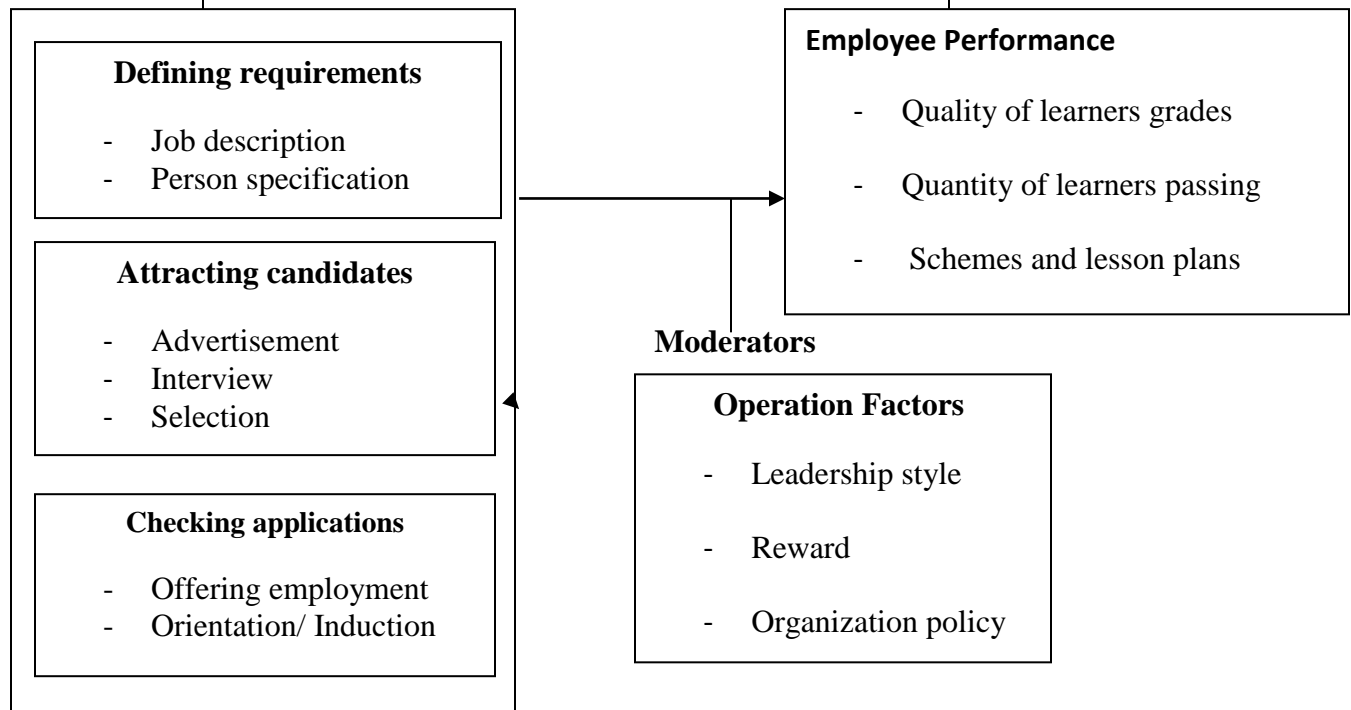 Defining requirements
- Job description
- Person specification
Attracting candidates
- Advertisement
- Interview
- Selection
Checking applications
- Offering employment
- Orientation/ Induction
Employee Performance
- Quality of learners grades
- Quantity of learners passing
- Schemes and lesson plans
Moderators
Operation Factors
- Leadership style
- Reward
- Organization policy